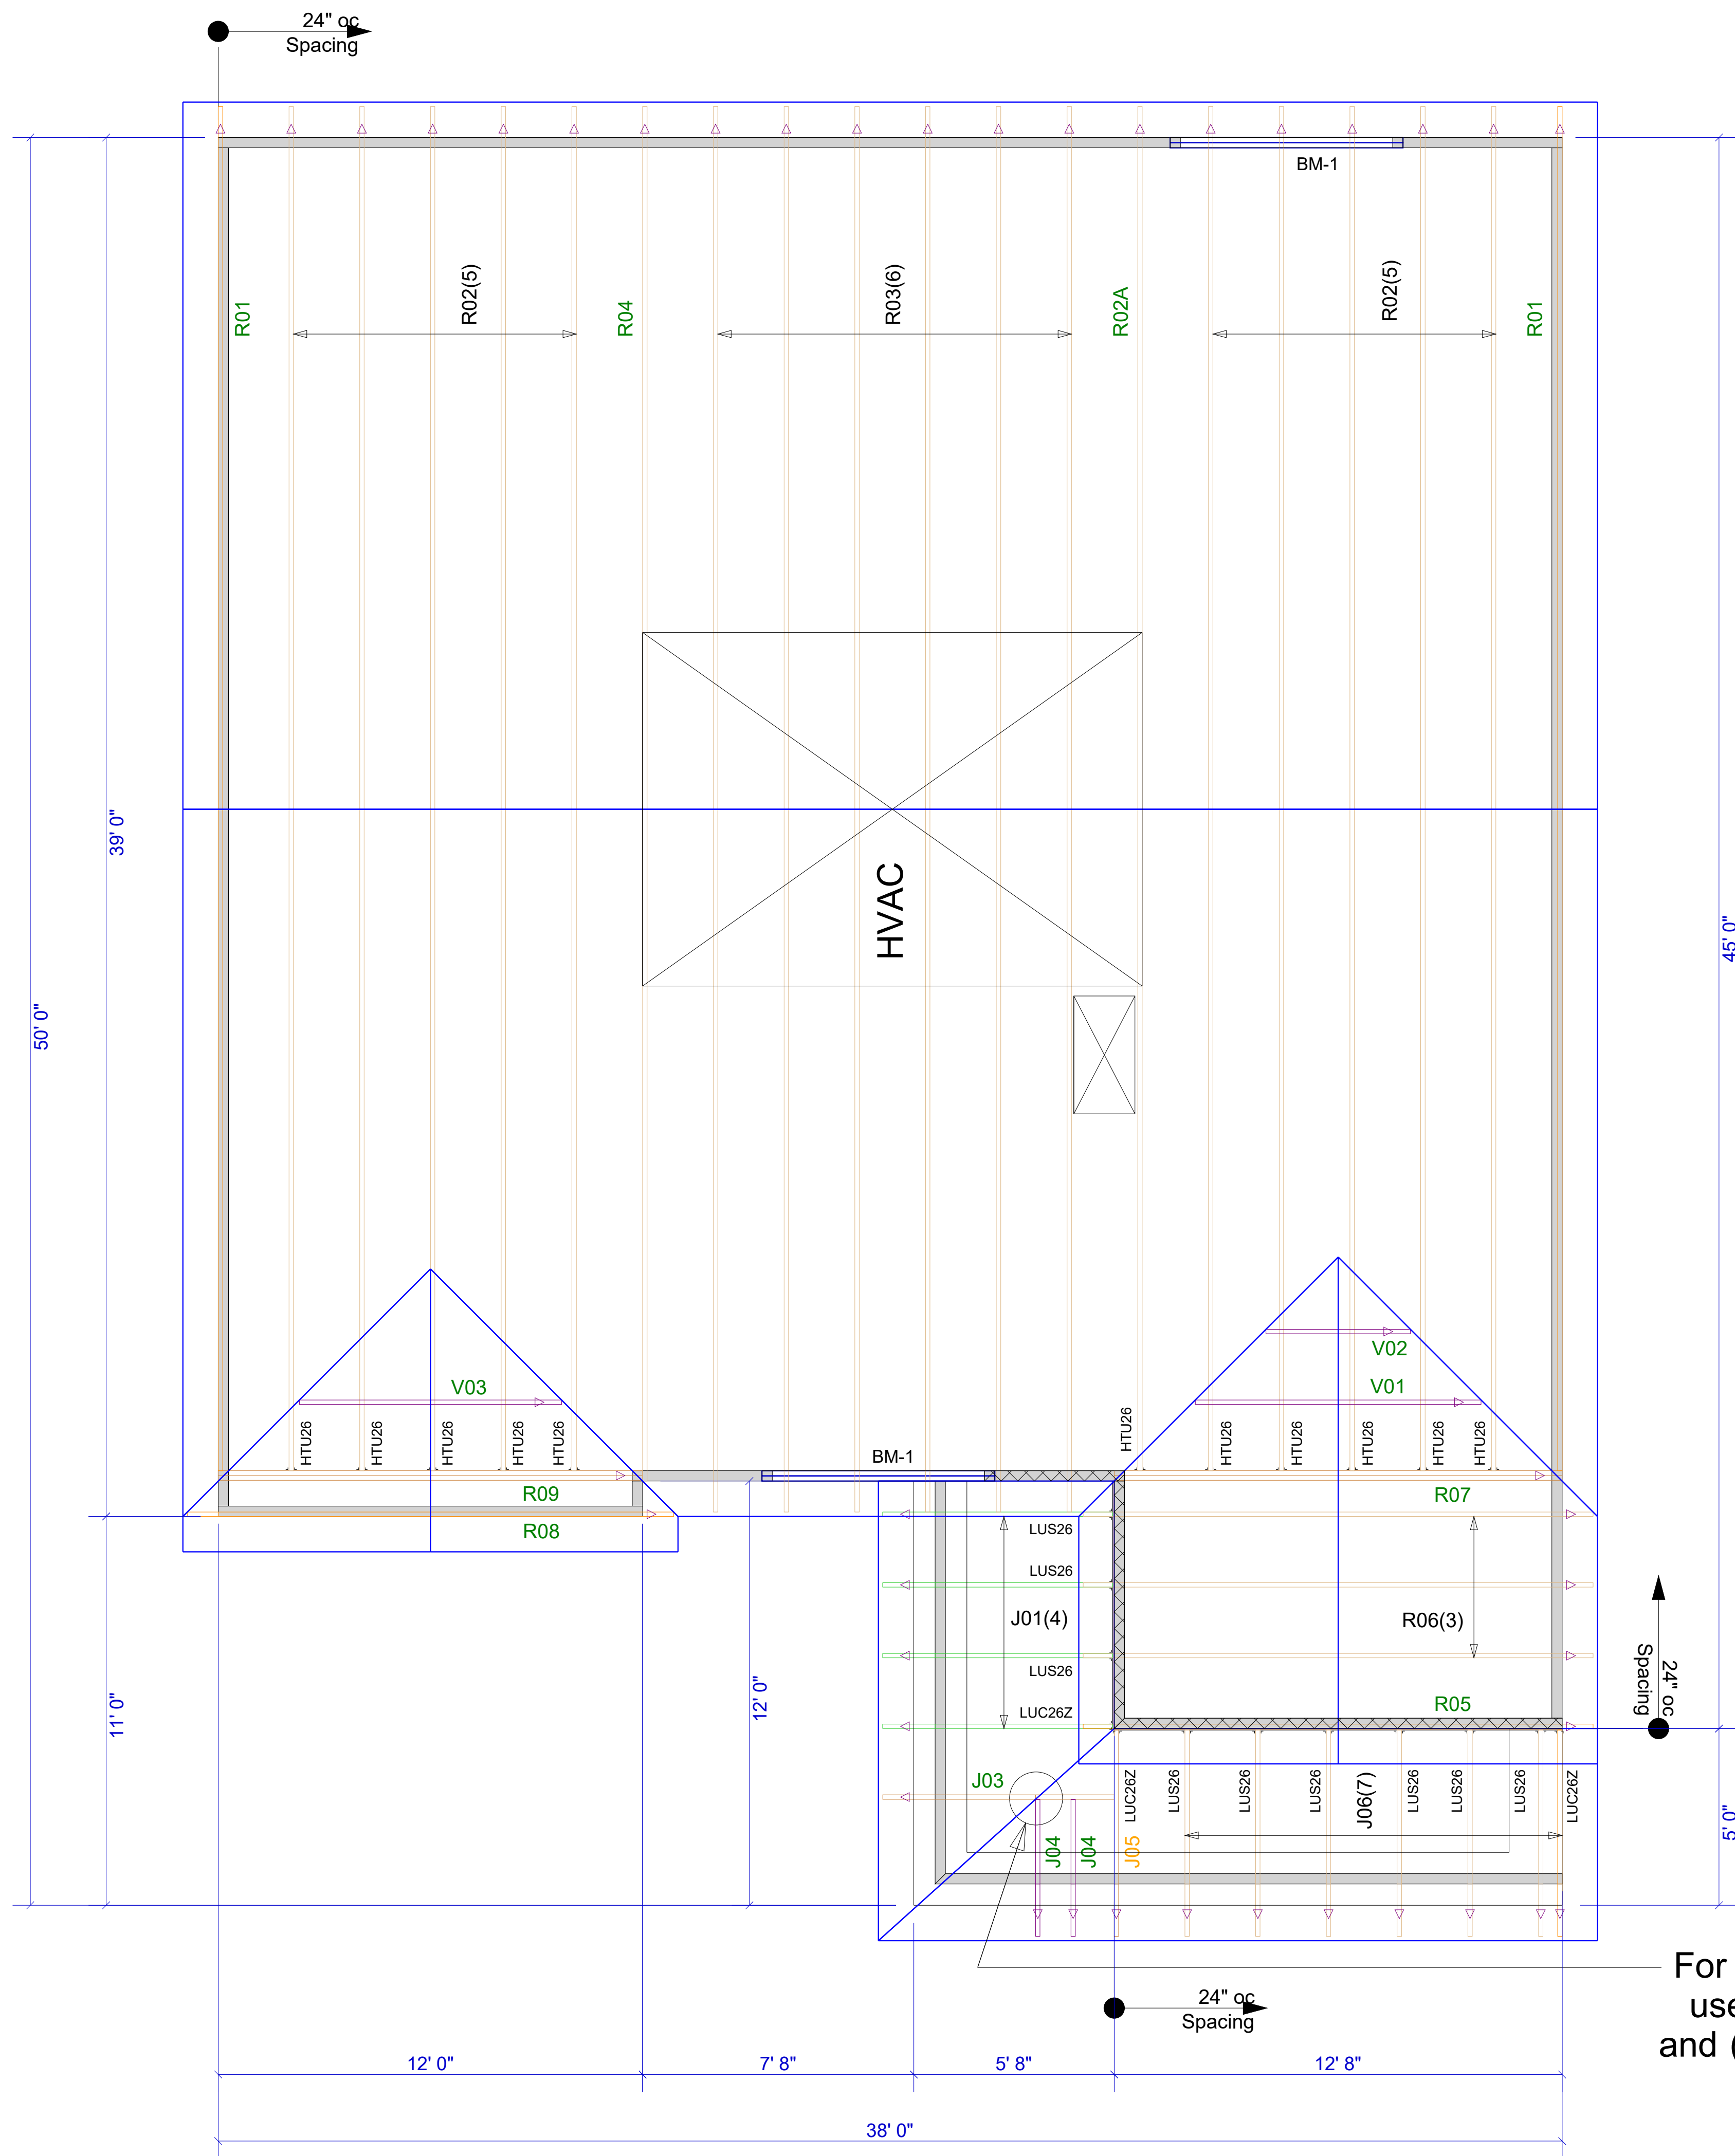 24" oc
Spacing
BM-1
R01
R02(5)
R04
R03(6)
R02A
R02(5)
R01
39' 0"
45' 0"
50' 0"
HVAC
V02
V03
V01
HTU26
HTU26
HTU26
HTU26
HTU26
HTU26
HTU26
HTU26
HTU26
HTU26
HTU26
BM-1
R09
R07
R08
LUS26
LUS26
J01(4)
R06(3)
LUS26
LUC26Z
R05
24" oc
Spacing
12' 0"
11' 0"
J03
J04
J04
J05
LUC26Z
LUS26
LUS26
LUS26
J06(7)
LUS26
LUS26
LUS26
LUC26Z
5' 0"
For
use
and (
24" oc
Spacing
12' 0"
7' 8"
5' 8"
12' 8"
38' 0"